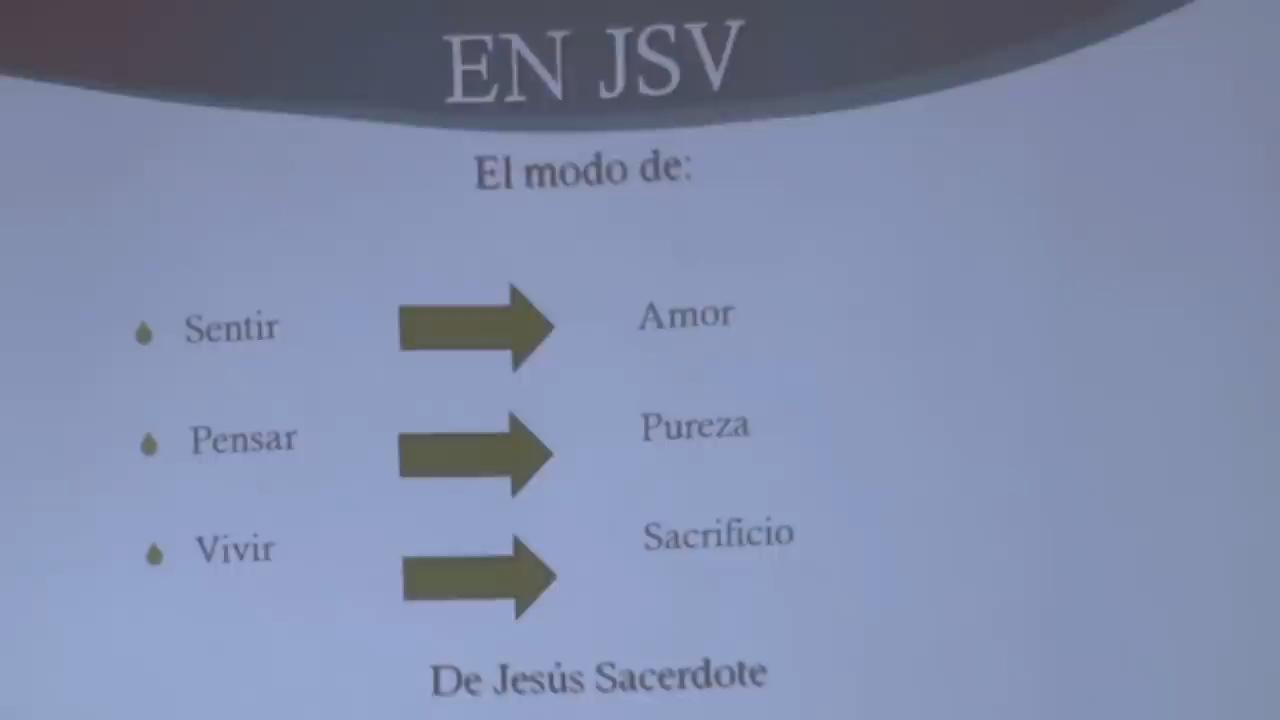 EN JSV
El modo de:
Sentir Amor
Pensar Pureza
Vivir Sacrificio
De Jesús Sacerdote